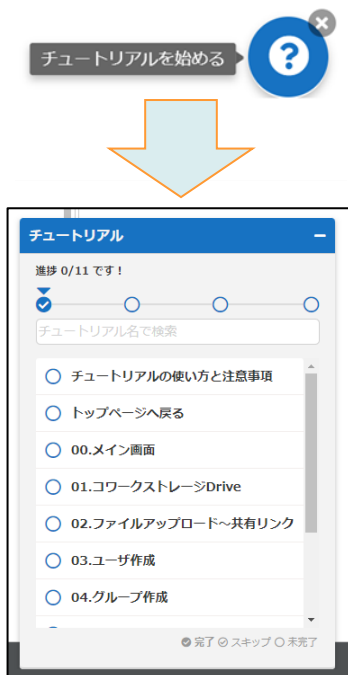 チュートリアルを始める
チュートリアル
進捗 0/11 です！
チュートリアル名で検索
チュートリアルの使い方と注意事項
トップページへ戻る
00.メイン画面
01.コワークストレージDrive
02.ファイルアップロード～共有リンク
03.ユーザ作成
04.グループ作成
完了 スキップ 未完了